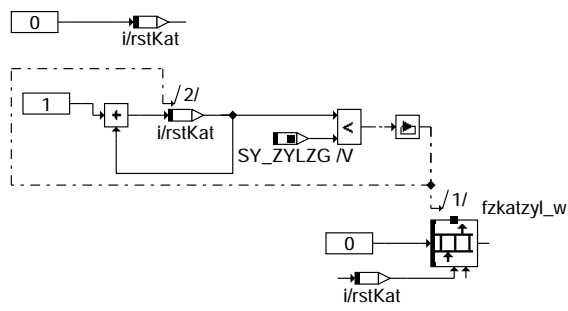 0
i/rstKat
2/
1
+
i/rstKat
<
SY_ZYLZG /V
1/
fzkatzyl_w
0
i/rstKat